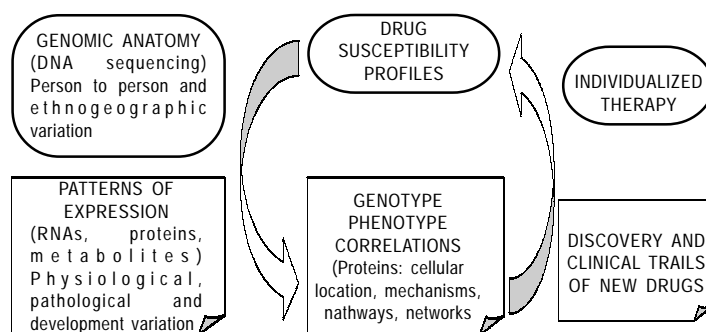 GENOMIC ANATOMY
(DNA sequencing)
Person to person and
ethnogeographic
variation
PATTERNS OF
EXPRESSION
(RNAs, proteins,
metabolites)
Physiological,
pathological and
development variation
DRUG
SUSCEPTIBILITY
PROFILES
GENOTYPE
PHENOTYPE
CORRELATIONS
(Proteins: cellular
location, mechanisms,
nathways, networks
INDIVIDUALIZED
THERAPY
DISCOVERY AND
CLINICAL TRAILS
OF NEW DRUGS